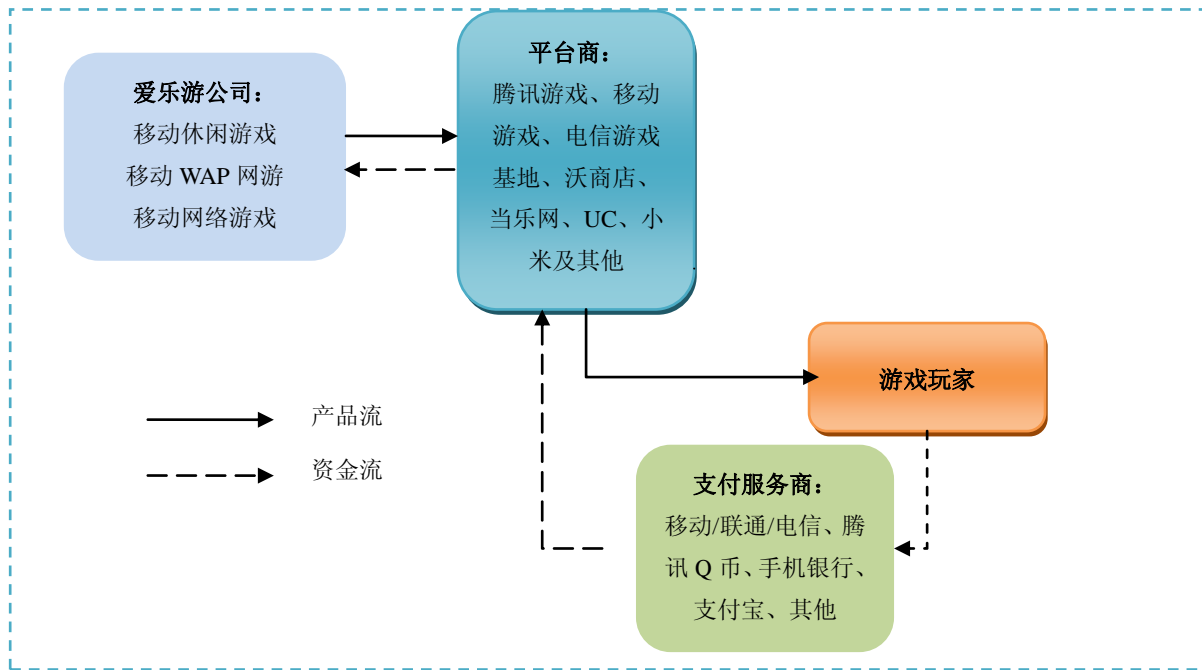 爱乐游公司：
移动休闲游戏
移动 WAP 网游
移动网络游戏
平台商：
腾讯游戏、移动
游戏、电信游戏
基地、沃商店、
当乐网、UC、小
米及其他
游戏玩家
产品流
资金流
支付服务商：
移动/联通/电信、腾
讯 Q 币、手机银行、
支付宝、其他